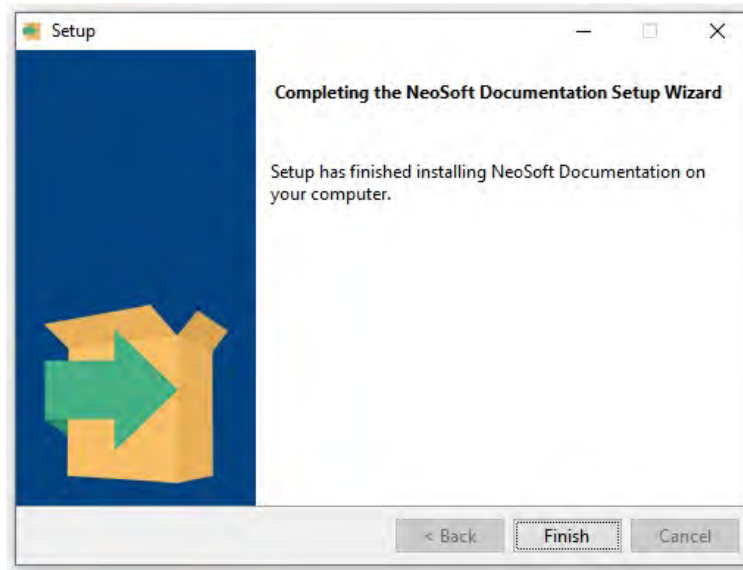 Setup
Completing the NeoSoft Documentation Setup Wizard
Setup has finished installing NeoSoft Documentation on
your computer.
< Back
Finish
Cancel